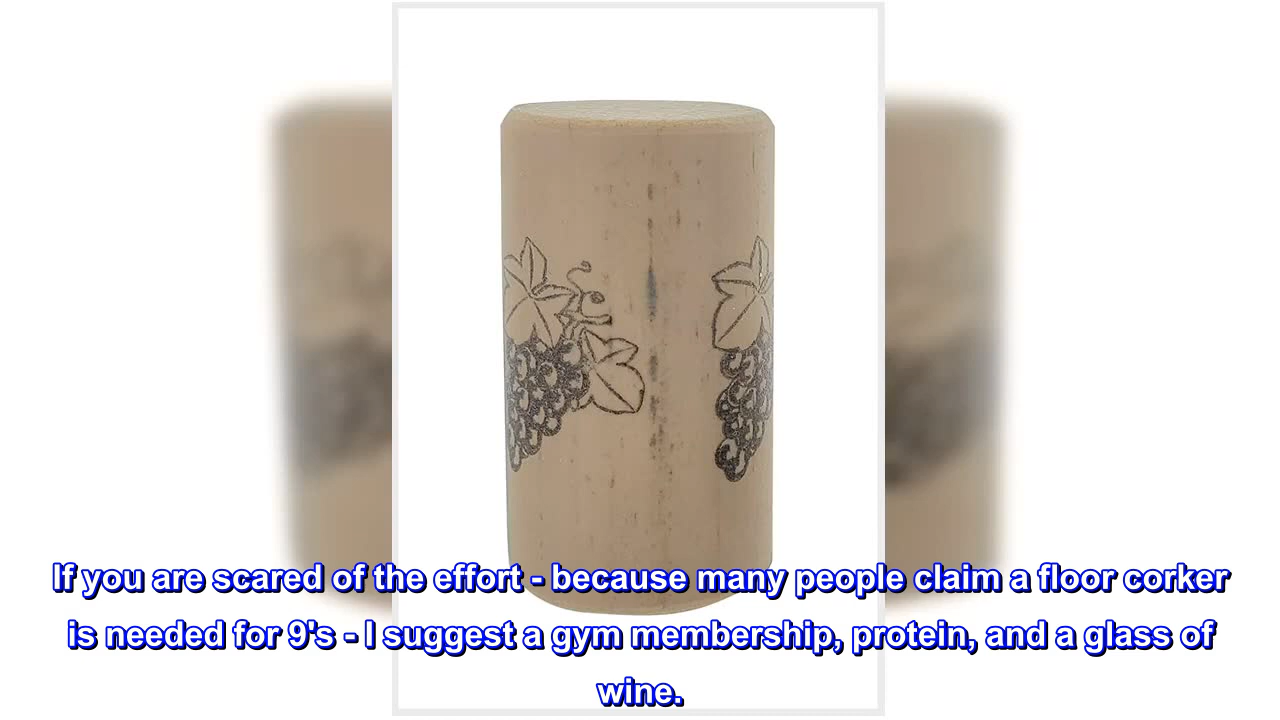 If you are scared of the effort - because many people claim a floor corker
is needed for 9's - I suggest a gym membership, protein, and a glass of
wine.